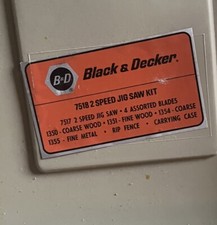 B&D Black & Decker®
7518 2 SPEED JIG SAW KIT
7517 2 SPEED JIG SAW • 4 ASSORTED BLADES
1350 - COARSE WOOD • 1351 - FINE WOOD • 1354 - COARSE
1355 - FINE METAL • RIP FENCE • CARRYING CASE